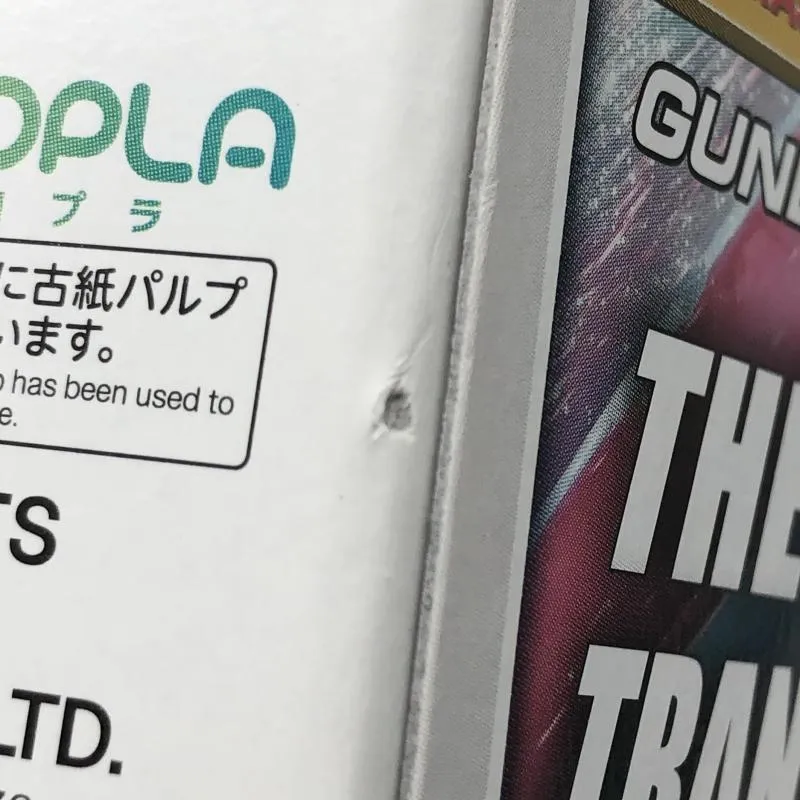 OPLA
プラ
に古紙パルプ
います。
has been used to
e.
TS
LTD.
GUN
THE
TRAN